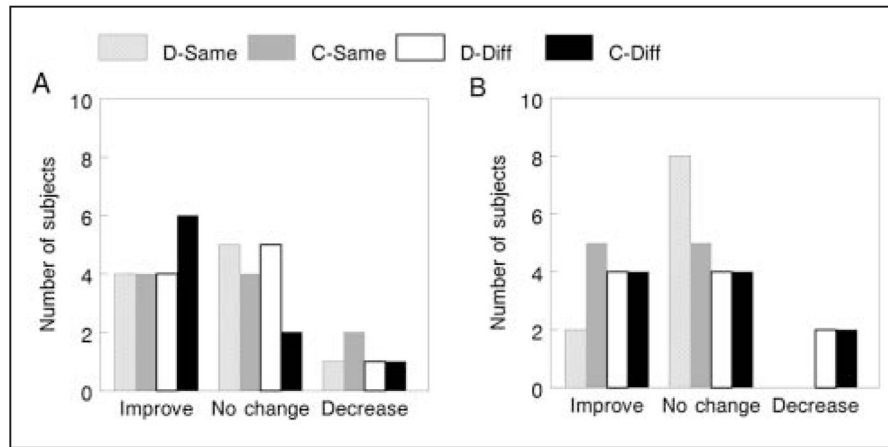 D-Same C-Same D-Diff C-Diff
A
10
8
6
4
2
0
Number of subjects
Improve No change Decrease
B
10
8
6
4
2
0
Number of subjects
Improve No change Decrease